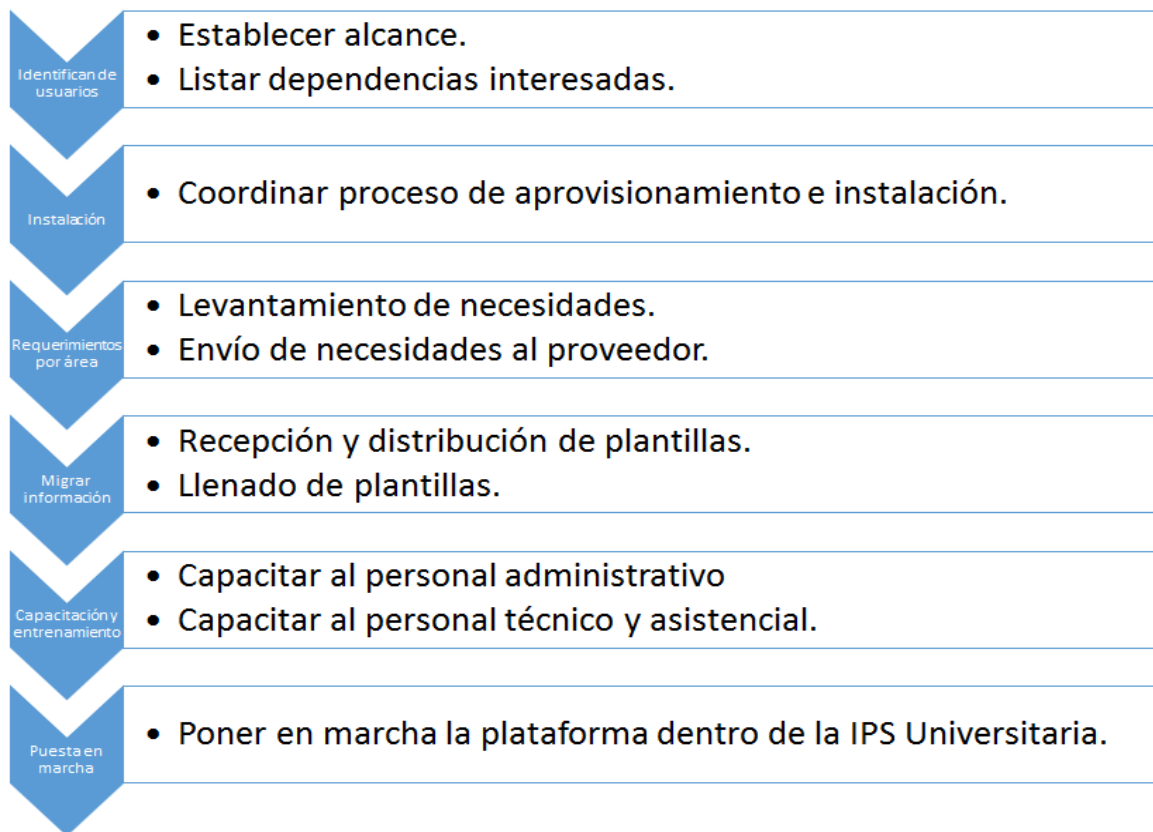 Identifican de
usuarios
• Establecer alcance.
• Listar dependencias interesadas.
Instalación
• Coordinar proceso de aprovisionamiento e instalación.
Requerimientos
por área
• Levantamiento de necesidades.
• Envío de necesidades al proveedor.
Migrar
información
• Recepción y distribución de plantillas.
• Llenado de plantillas.
Capacitación y
entrenamiento
• Capacitar al personal administrativo
• Capacitar al personal técnico y asistencial.
Puesta en
marcha
• Poner en marcha la plataforma dentro de la IPS Universitaria.